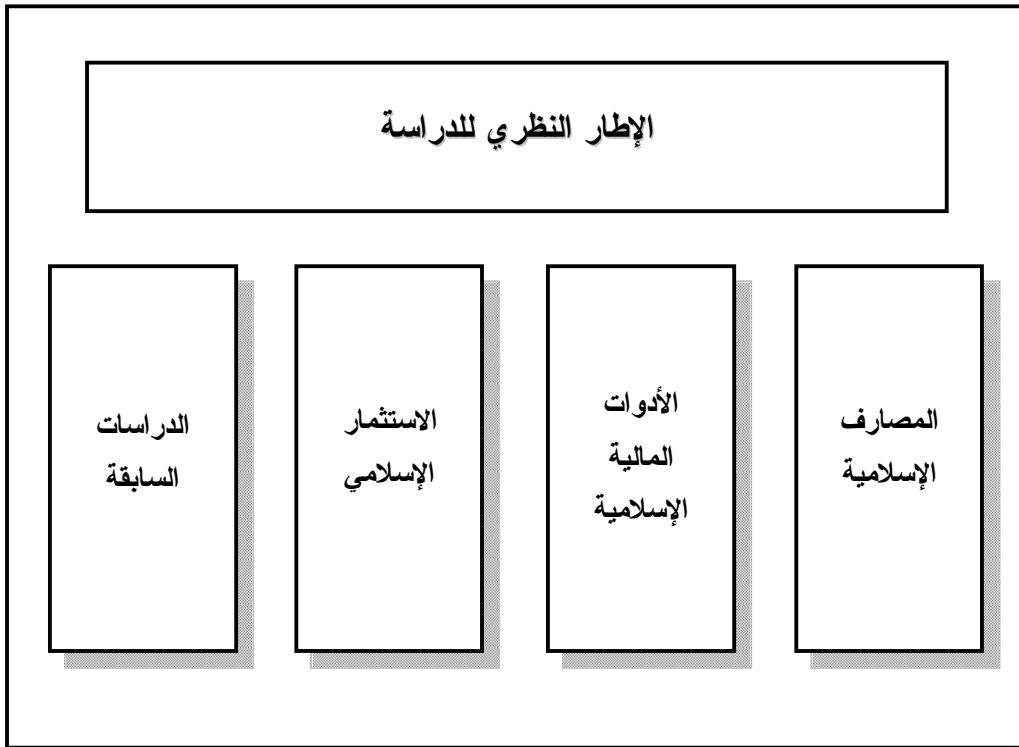 الإطار النظري للدراسة
المصارف
الإسلامية
الأدوات
المالية
الإسلامية
الاستثمار
الإسلامي
الدراسات
السابقة